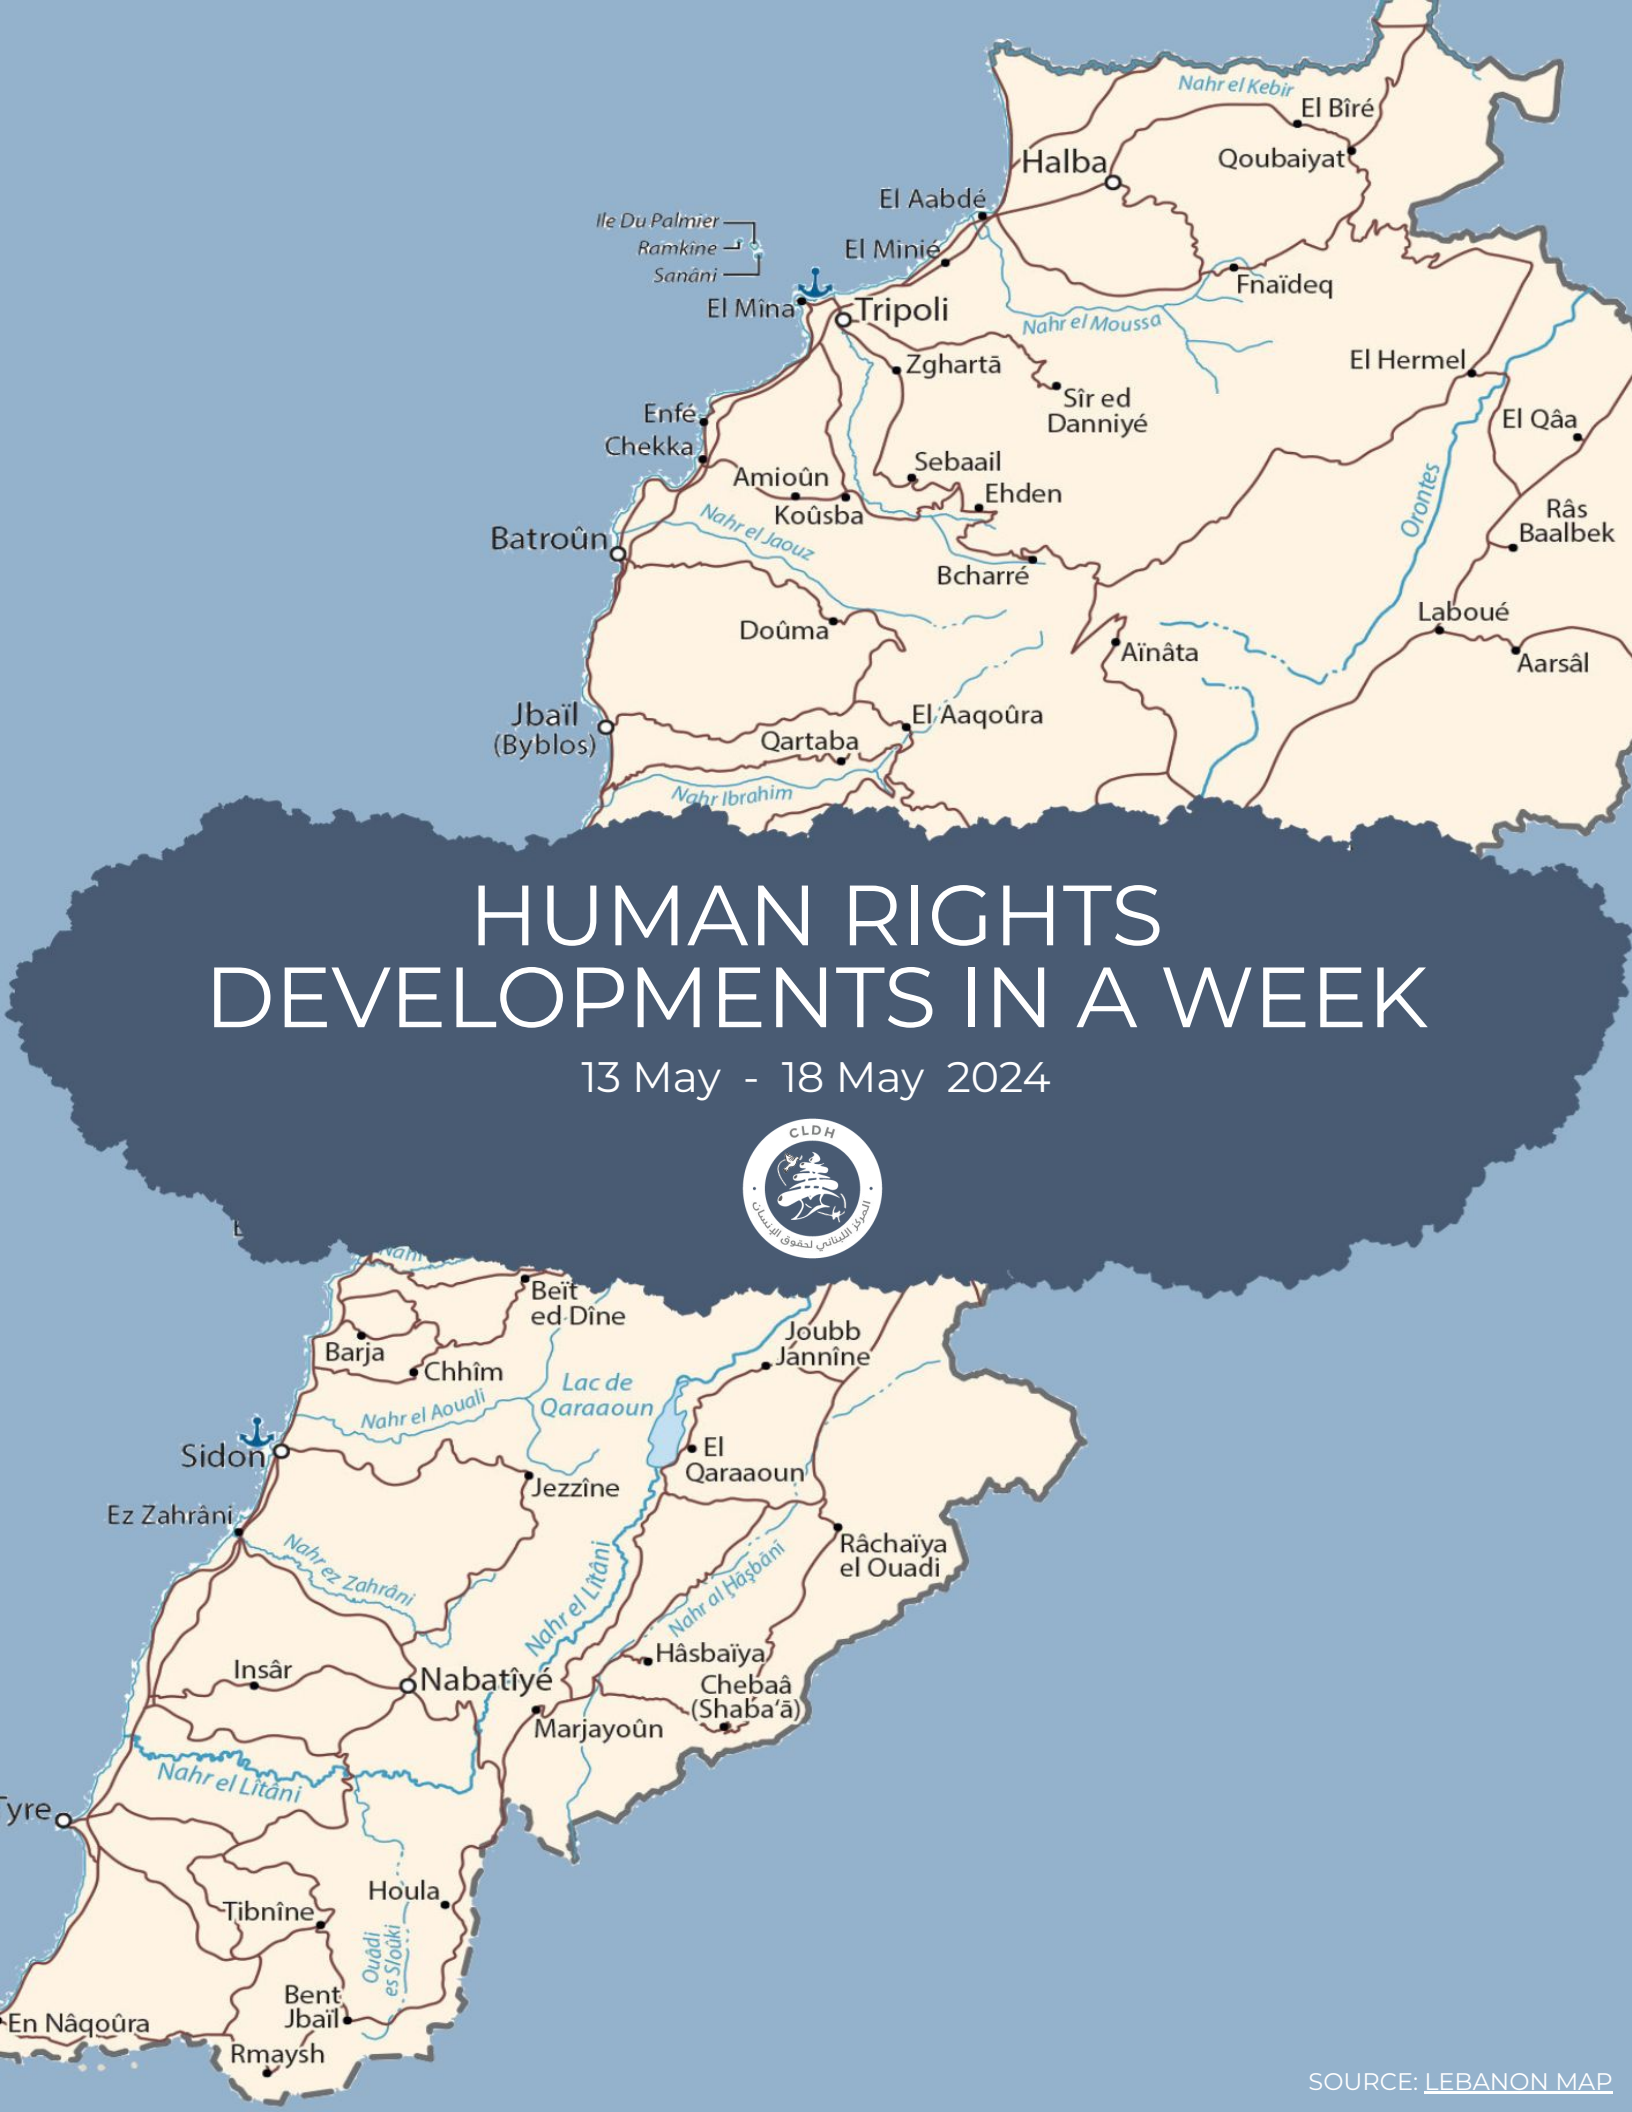 Nahr el Kebir
El Bîré
Halba
Qoubaiyat
El Aabdé
Ile Du Palmier
Ramkine
Sanâni
El Minié
Fnaïdeq
El Mîna
Tripoli
Nahr el Moussa
Zghartā
El Hermel
Sîr ed
Danniyé
Enfé
El Qâa
Chekka
Sebaail
Amioûn
Ehden
Koûsba
Orontes
Râs
Baalbek
Nahr el Jaouz
Batroûn
Bcharré
Laboué
Doûma
Aïnâta
Aarsâl
Jbaïl
(Byblos)
El Aaqoûra
Qartaba
Nahr Ibrahim
HUMAN RIGHTS
DEVELOPMENTS IN A WEEK
13 May - 18 May 2024
CLDH
المركز اللبناني لحقوق الإنسان
Nahr
Beït
ed Dîne
Joubb
Jannîne
Barja
Chhîm
Lac de
Qaraaoun
Nahr el Aouali
Sidon
El
Qaraaoun
Jezzîne
Ez Zahrâni
Nahr ez Zahrâni
Râchaïya
el Ouadi
Nahr el Lîtâni
Nahr al Ḩāşbānī
Hâsbaïya
Insâr
Nabatîyé
Chebaâ
(Shaba‘ā)
Marjayoûn
Nahr el Lîtâni
Tyre
Houla
Tibnîne
Ouâdi
es Sloûki
Bent
Jbaïl
En Nâqoûra
Rmaysh
SOURCE: LEBANON MAP